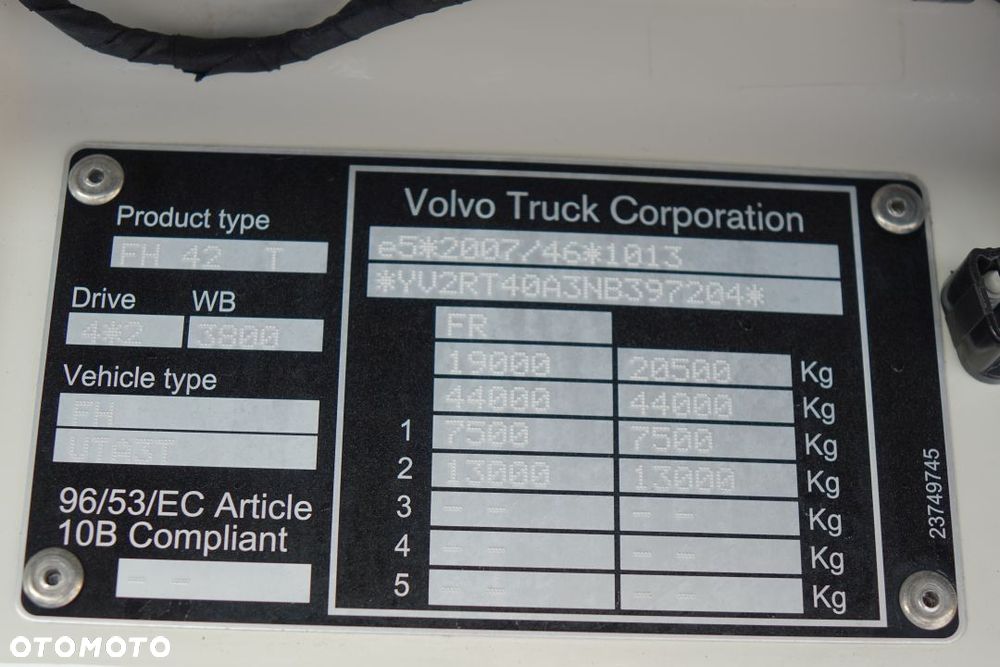 Product type
FH 42 T
Drive WB
4*2 3800
Vehicle type
FH
VTA3T
96/53/EC Article
10B Compliant
-- --
Volvo Truck Corporation
e5*2007/46*1013
*YV2RT40A3NB397204*
FR
19000 20500 Kg
44000 44000 Kg
1 7500 7500 Kg
2 13000 13000 Kg
3 -- -- -- -- Kg
4 -- -- -- -- Kg
5 -- -- -- -- Kg
23749745
OTOMOTO